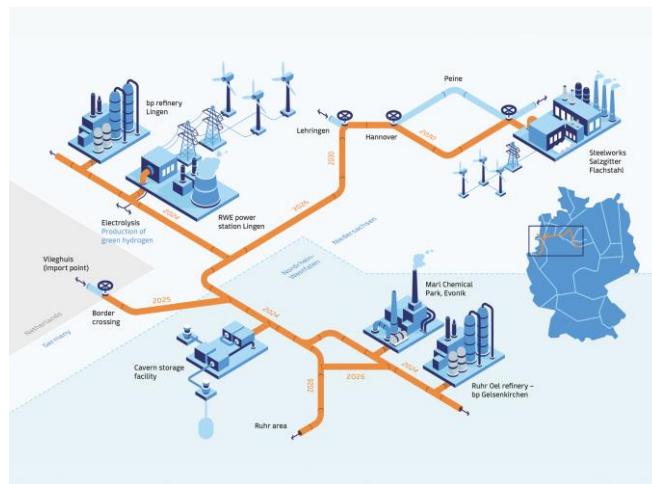 bp refinery
Lingen
Peine
Lehringen
Hannover
2030
2030
Steelworks
Salzgitter
Flachstahl
2024
2026
Electrolysis
Production of
green hydrogen
RWE power
station Lingen
Vlieghuis
(import point)
Niedersachsen
Nordrhein-
Westfalen
Netherlands
Germany
Border
crossing
2025
2024
Marl Chemical
Park, Evonik
Cavern storage
facility
2026
2026
2024
Ruhr Oel refinery –
bp Gelsenkirchen
Ruhr area